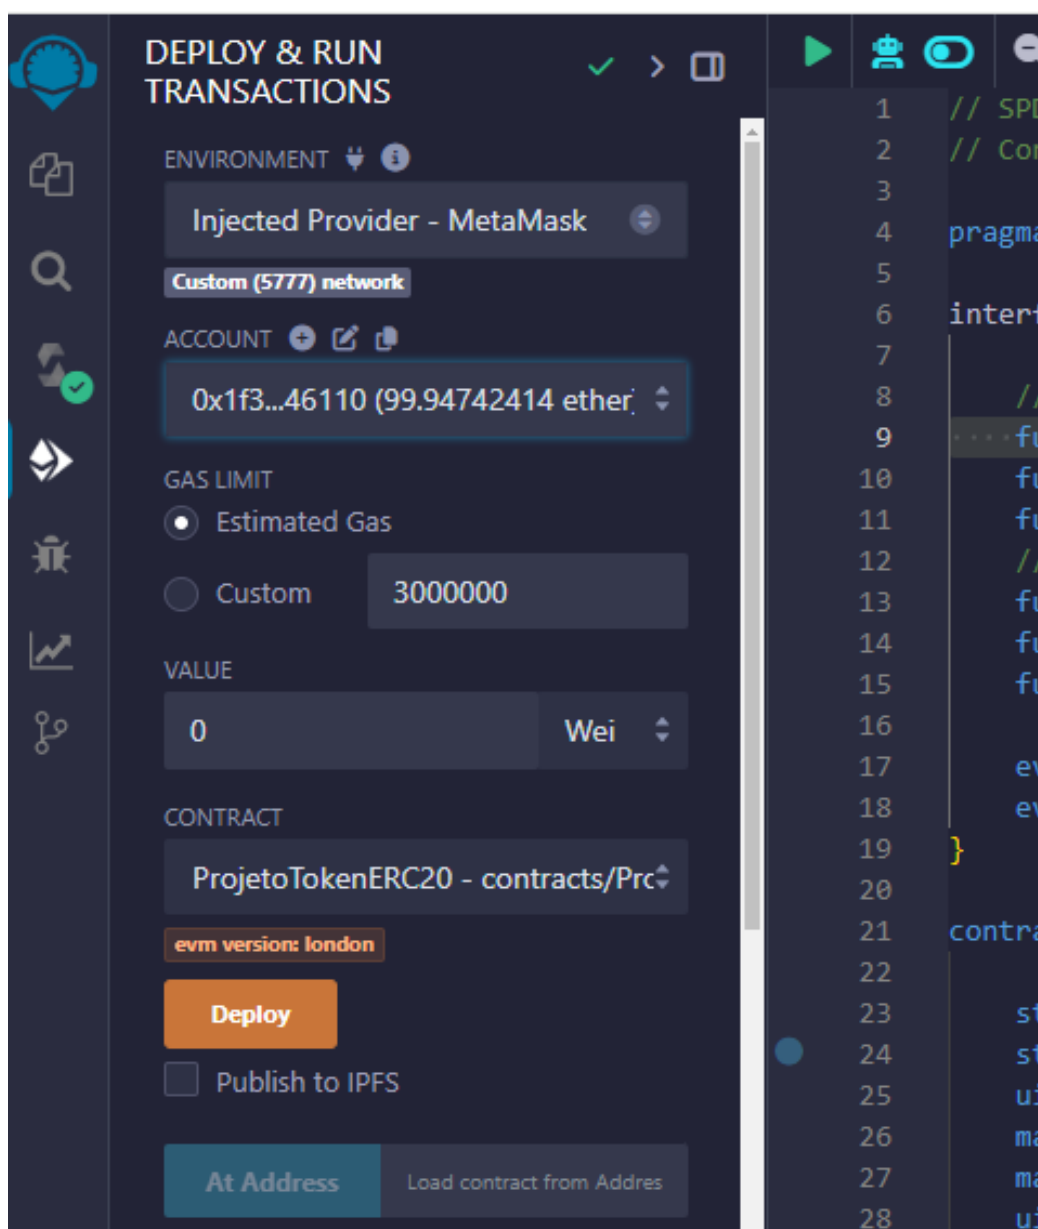 DEPLOY & RUN
TRANSACTIONS
ENVIRONMENT
Injected Provider - MetaMask
Custom (5777) network
ACCOUNT
0x1f3...46110 (99.94742414 ether)
GAS LIMIT
Estimated Gas
Custom 3000000
VALUE
0 Wei
CONTRACT
ProjetoTokenERC20 - contracts/Prc
evm version: london
Deploy
Publish to IPFS
At Address Load contract from Addres
1 // SPD
2 // Con
3
4 pragma
5
6 interf
7
8 //
9 fu
10 fu
11 fu
12 //
13 fu
14 fu
15 fu
16
17 ev
18 ev
19 }
20
21 contra
22
23 st
24 st
25 ui
26 ma
27 ma
28 ui